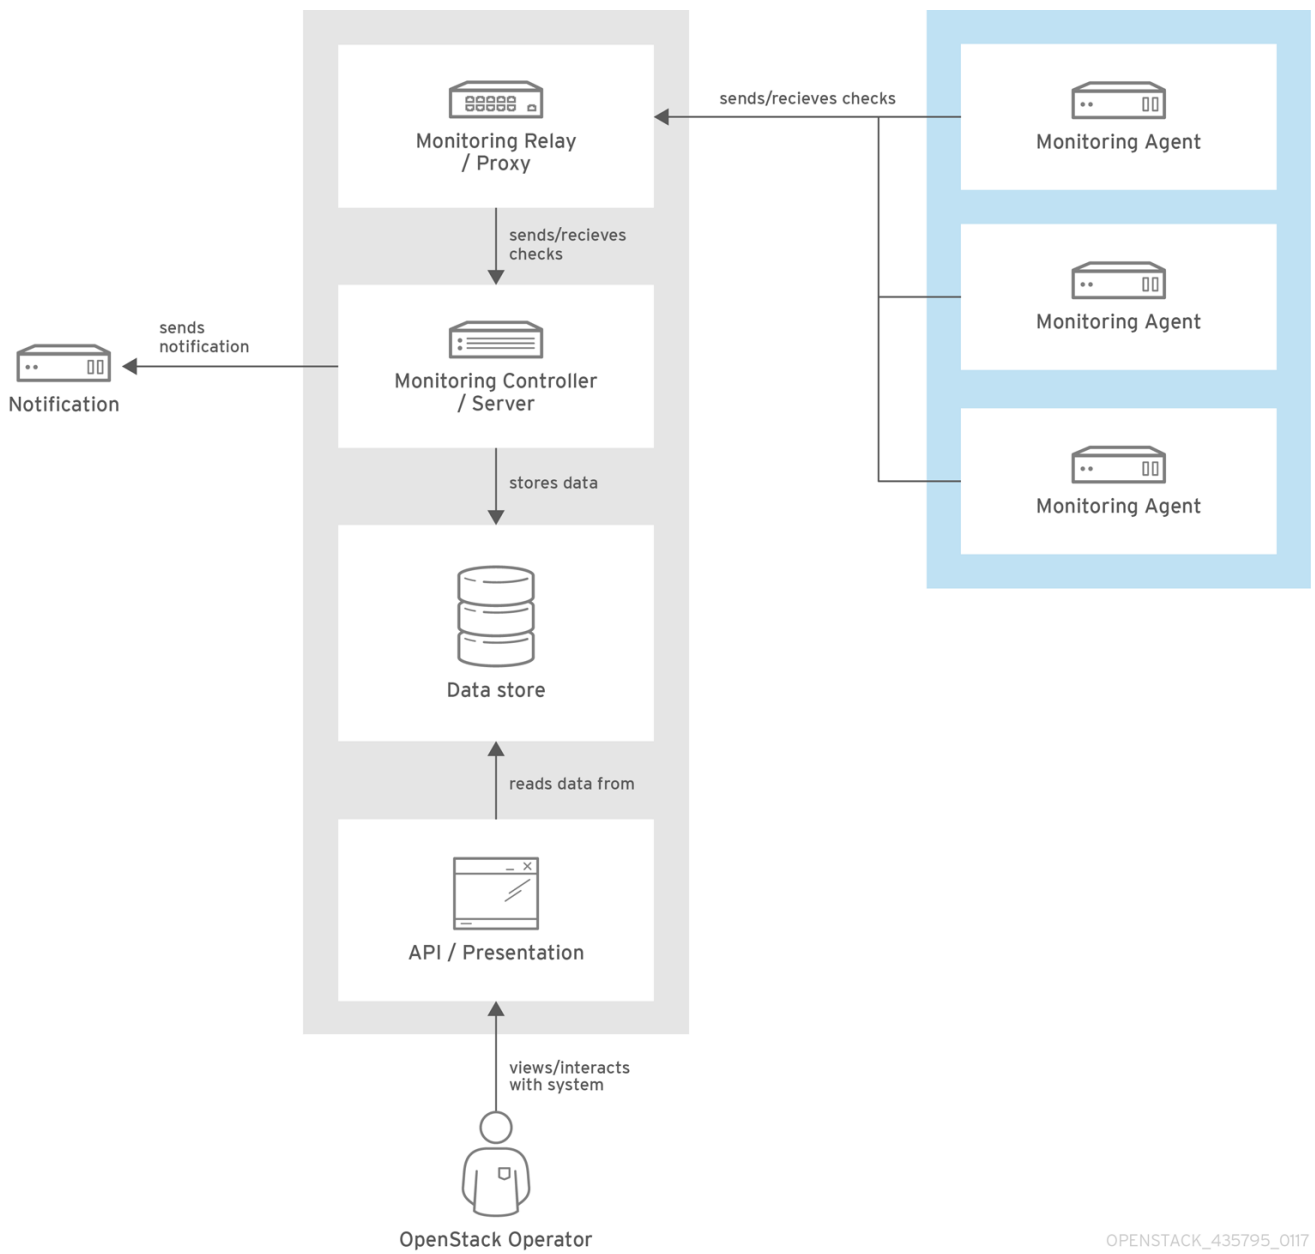 Monitoring Relay
/ Proxy
sends/recieves checks
Monitoring Agent
sends/recieves
checks
Monitoring Agent
sends
notification
Notification
Monitoring Controller
/ Server
stores data
Monitoring Agent
Data store
reads data from
API / Presentation
views/interacts
with system
OpenStack Operator
OPENSTACK_435795_0117